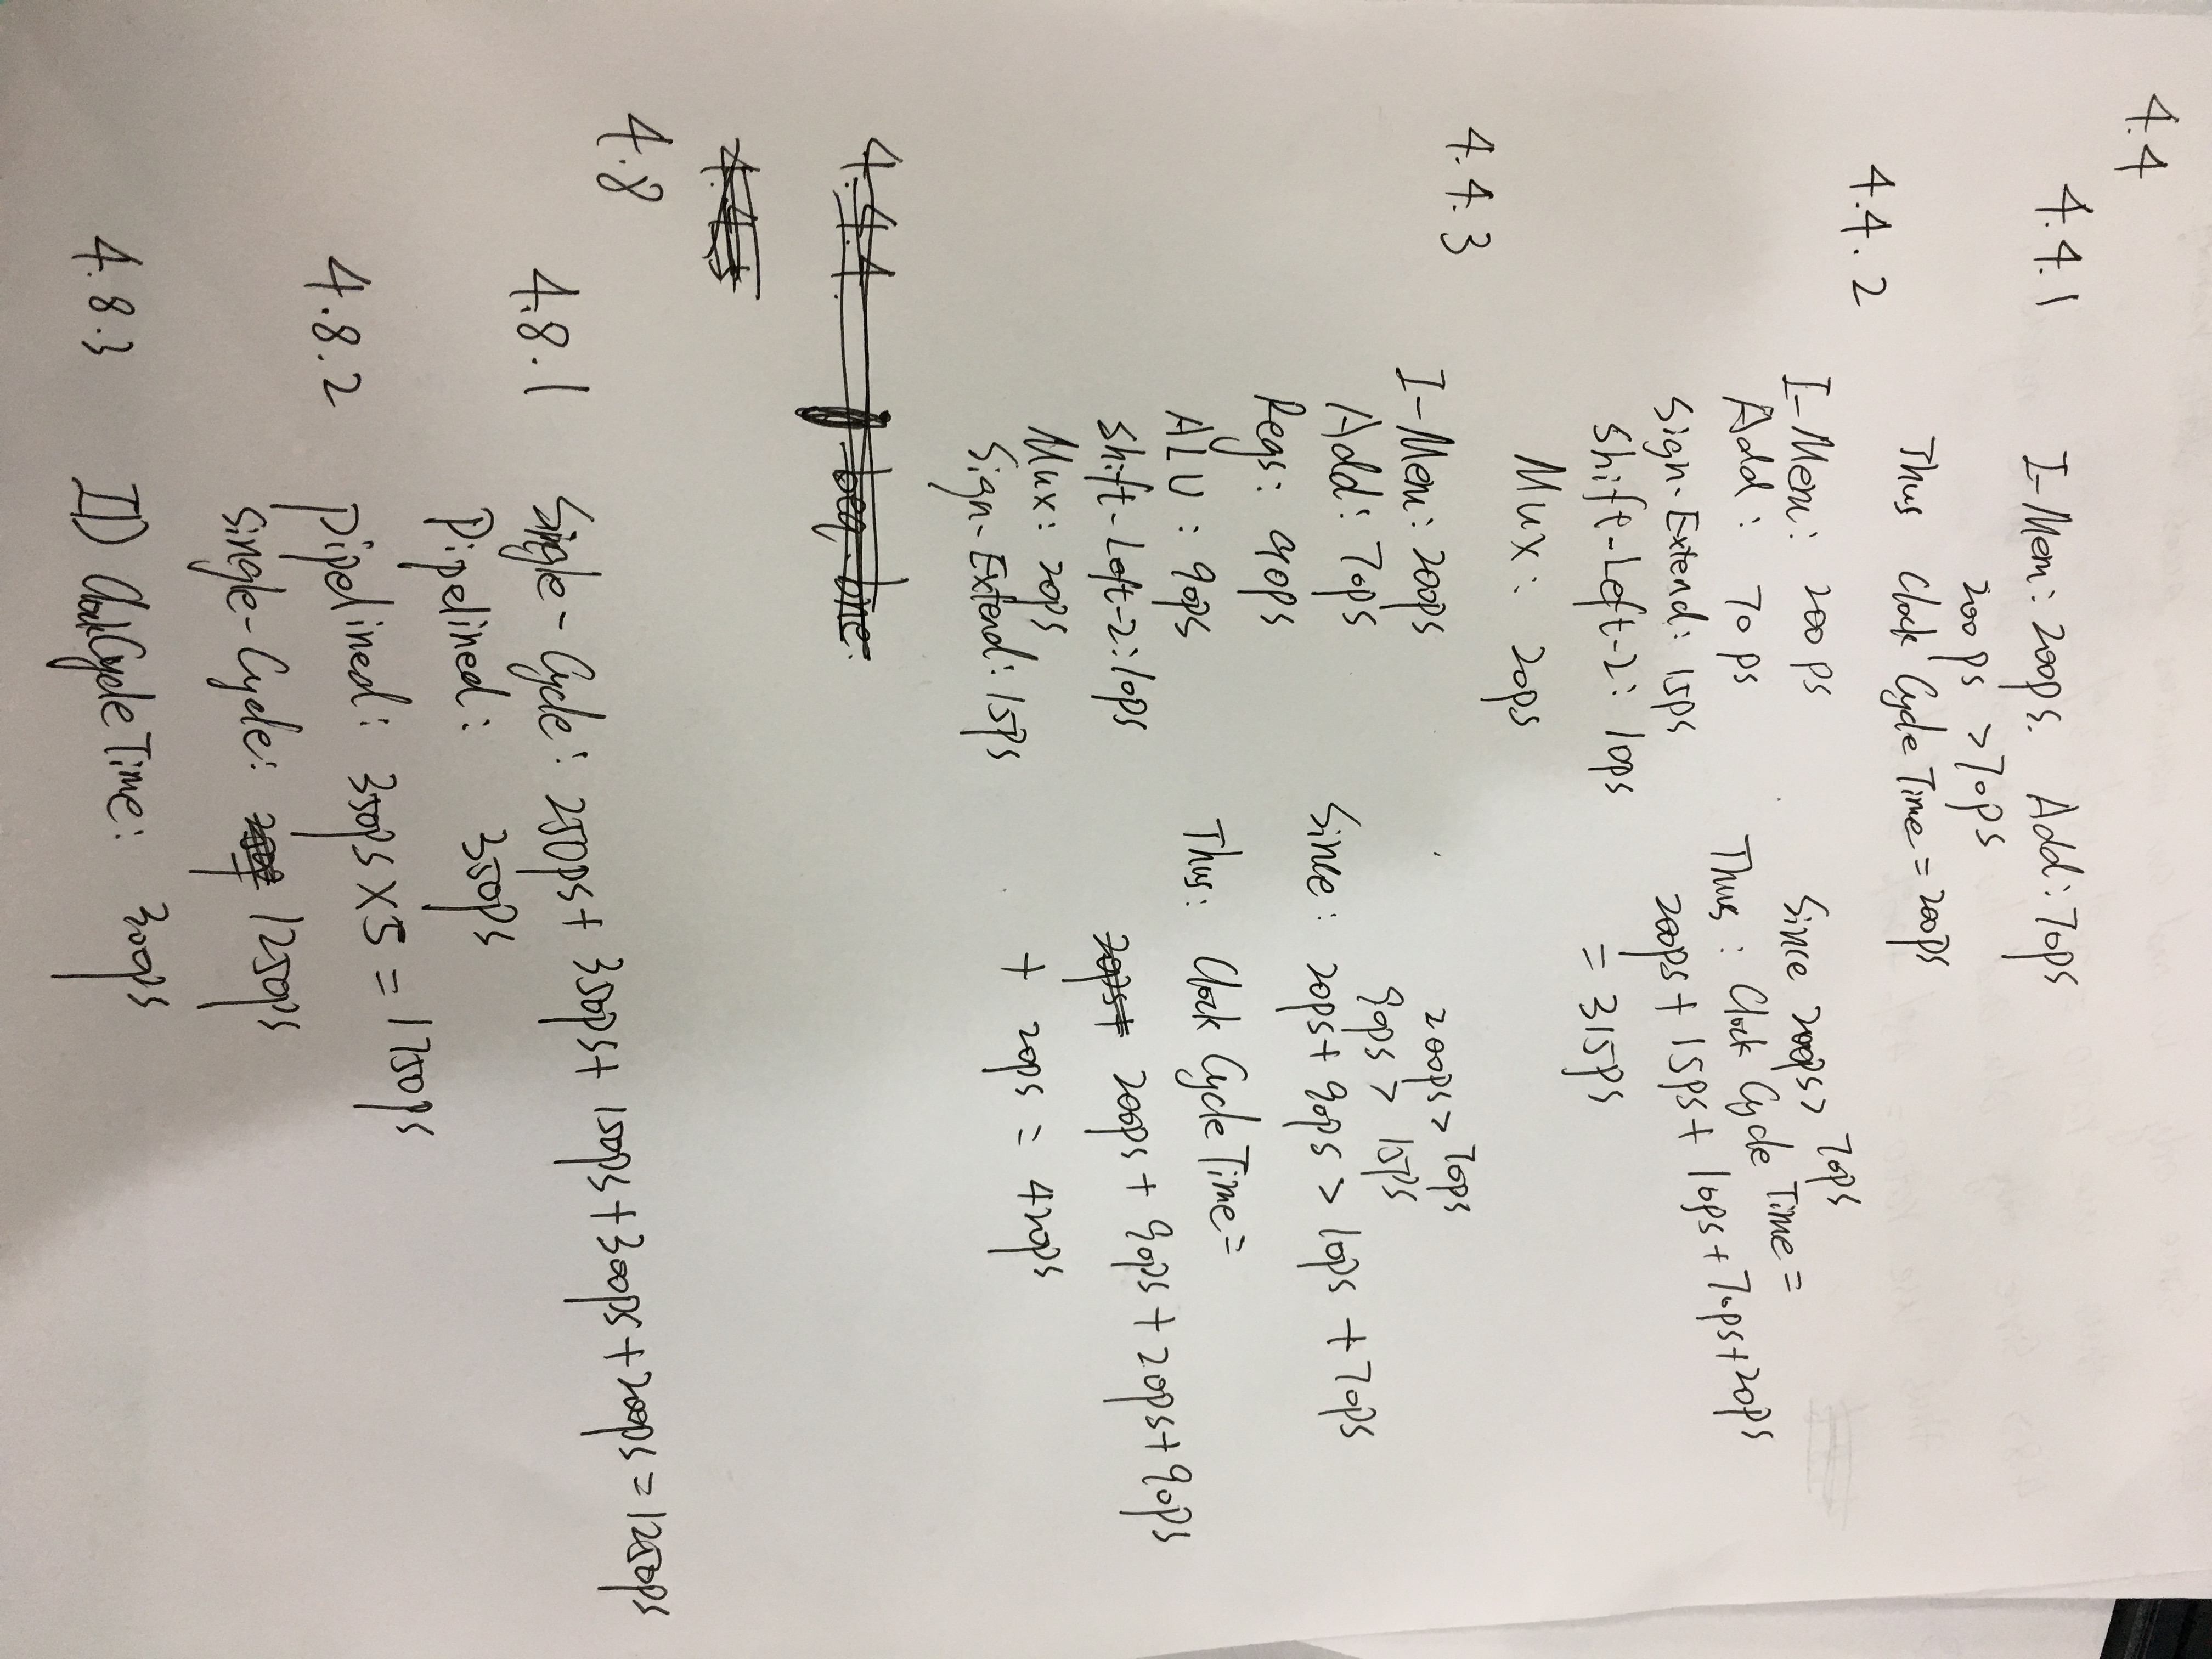 4.4
4.4.1 I-Mem: 200ps. Add: 70ps
200ps > 70ps
Thus Clock Cycle Time = 200ps
4.4.2
I-Mem: 200ps
Add: 70ps
Sign-Extend: 15ps
Shift-Left-2: 10ps
Mux: 20ps
Since 200ps > 70ps
Thus: Clock Cycle Time =
200ps + 15ps + 10ps + 70ps + 20ps
= 315ps
4.4.3
I-Mem: 200ps
Add: 70ps
Regs: 90ps
ALU: 90ps
Shift-Left-2: 10ps
Mux: 20ps
Sign-Extend: 15ps
200ps > 70ps
90ps > 15ps
Since: 20ps + 90ps > 10ps + 70ps
Thus: Clock Cycle Time =
200ps + 90ps + 20ps + 90ps
+ 20ps = 420ps
4.4.4
4.8
4.8.1 Single-Cycle: 250ps + 350ps + 150ps + 300ps + 200ps = 1250ps
Pipelined: 350ps
4.8.2 Pipelined: 350ps × 5 = 1750ps
Single-Cycle: 1250ps
4.8.3 ID Clock Cycle Time: 300ps